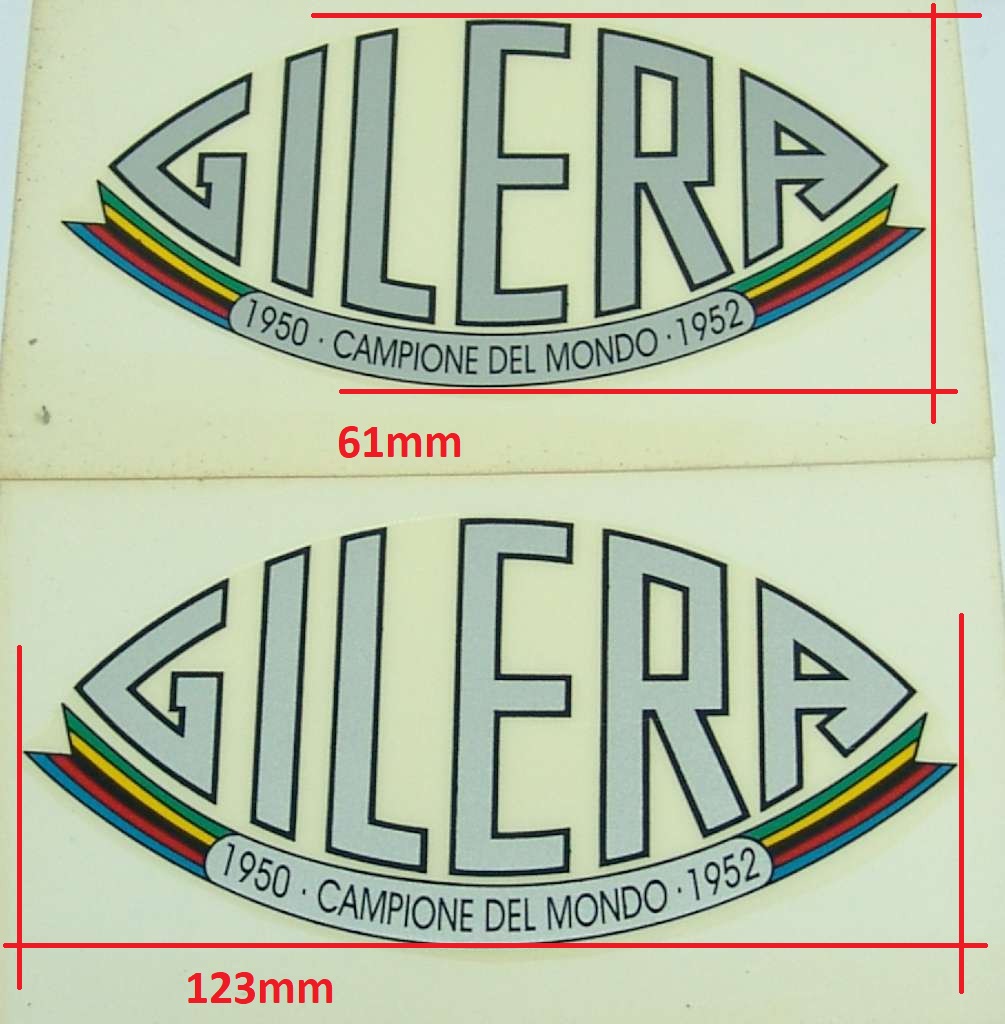 GILERA
1950 · CAMPIONE DEL MONDO · 1952
61mm
GILERA
1950 · CAMPIONE DEL MONDO · 1952
123mm